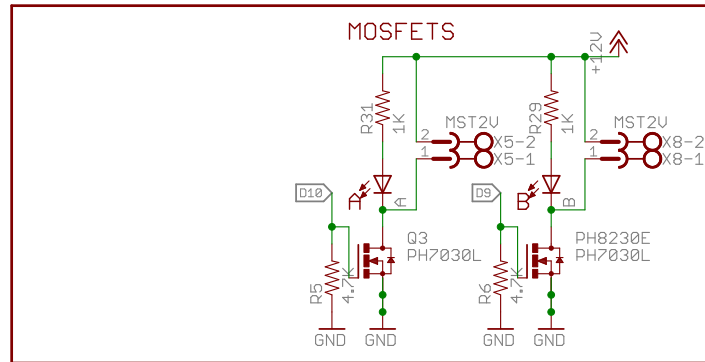 MOSFETS
+12V
R31
1K
MST2V
2
X5-2
1
X5-1
R29
1K
MST2V
2
X8-2
1
X8-1
D10
A
A
D9
B
B
Q3
PH7030L
PH8230E
PH7030L
R5
4.7K
R6
4.7K
GND
GND
GND
GND